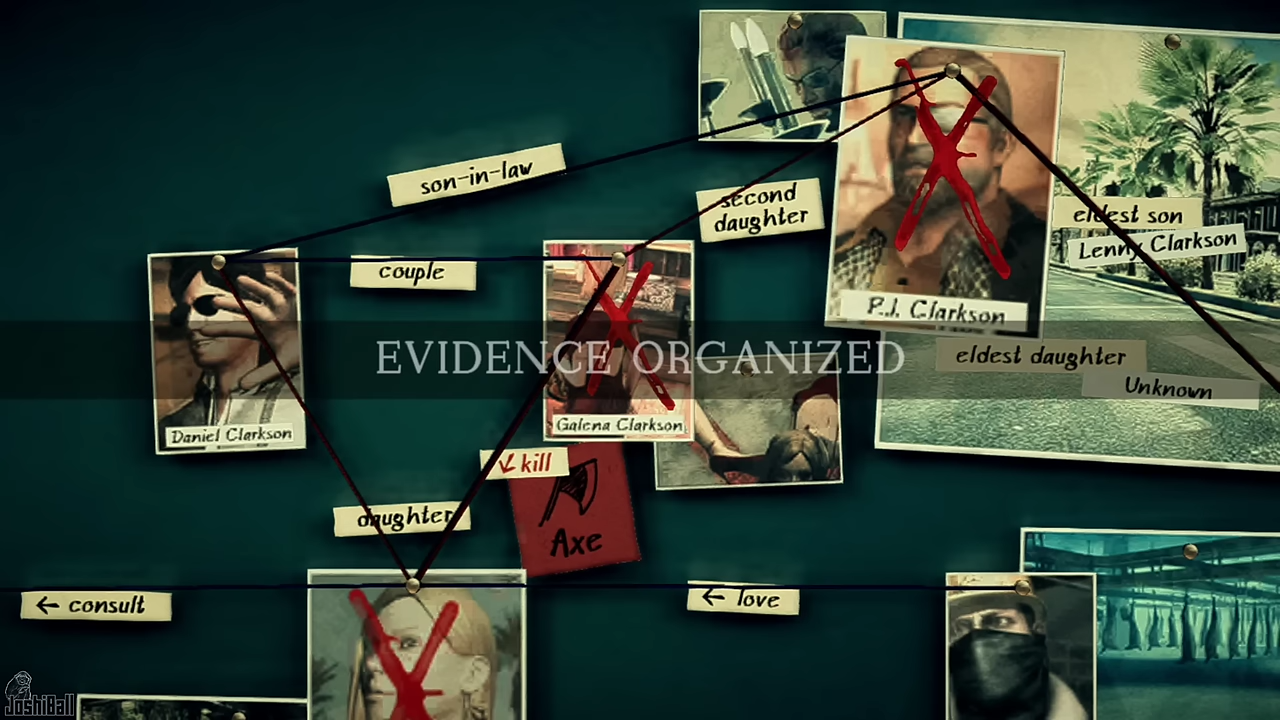 son-in-law
second
daughter
eldest son
Lenny Clarkson
couple
P.J. Clarkson
EVIDENCE ORGANIZED
eldest daughter
Unknown
Daniel Clarkson
Galena Clarkson
↙ kill
daughter
Axe
← consult
← love
JoshiBall